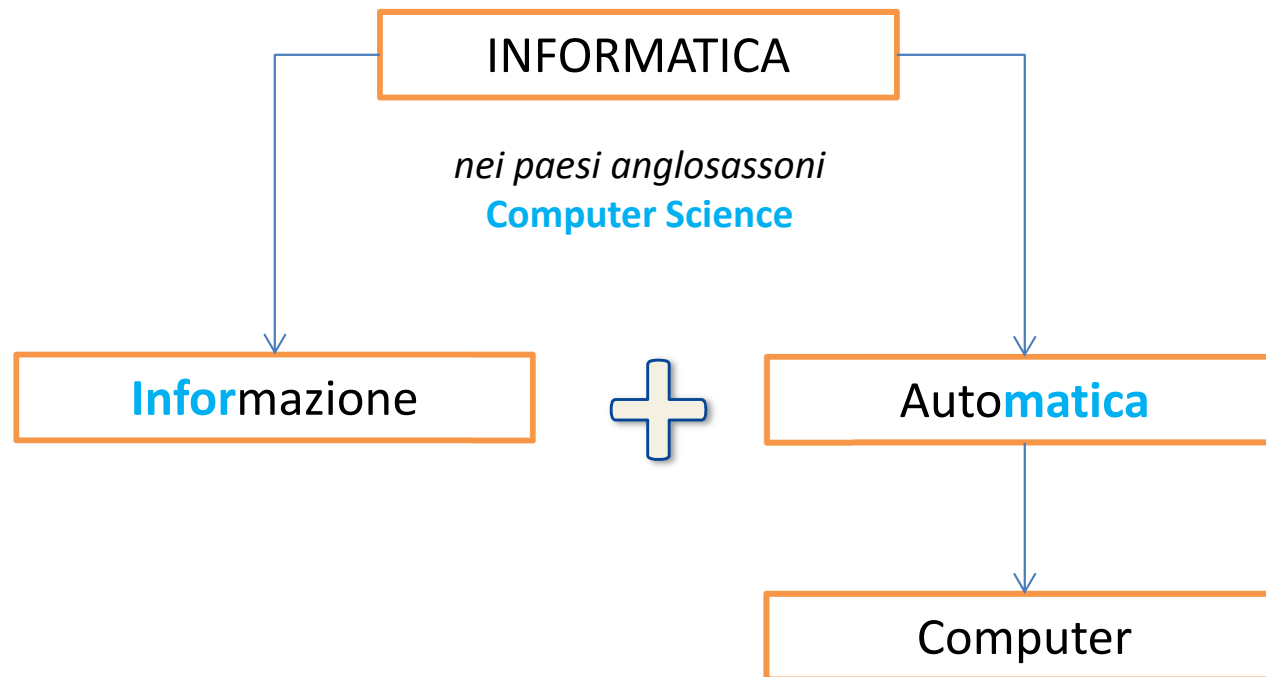 INFORMATICA
nei paesi anglosassoni
Computer Science
Informazione
Automatica
Computer